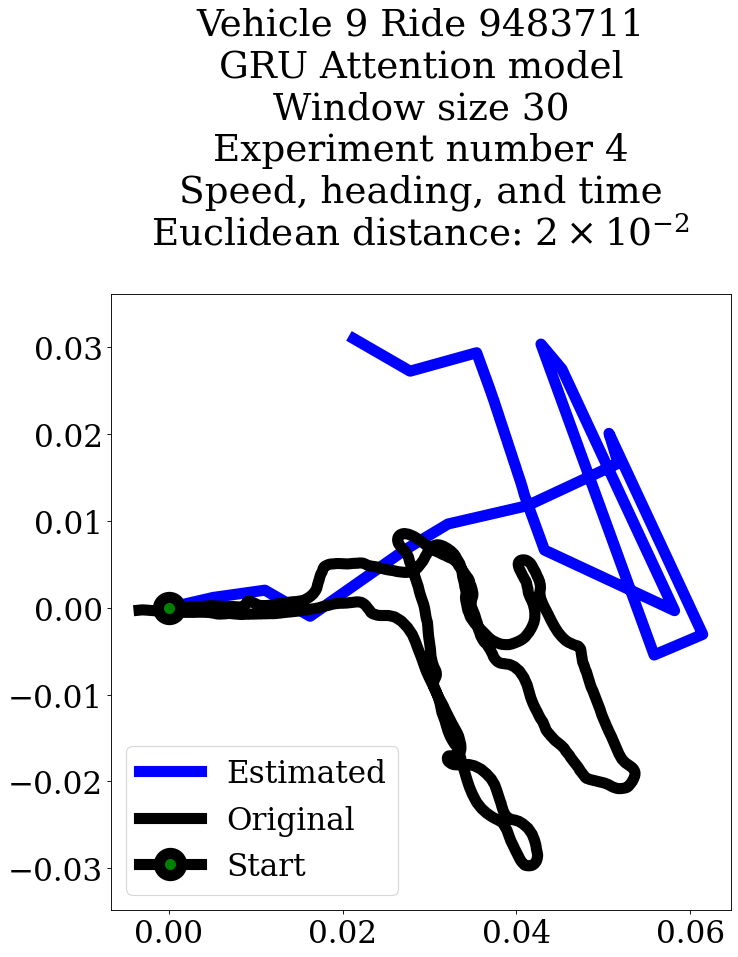 Vehicle 9 Ride 9483711
GRU Attention model
Window size 30
Experiment number 4
Speed, heading, and time
Euclidean distance: 2 × 10⁻²
0.03
0.02
0.01
0.00
−0.01
−0.02
−0.03
Estimated
Original
Start
0.00 0.02 0.04 0.06